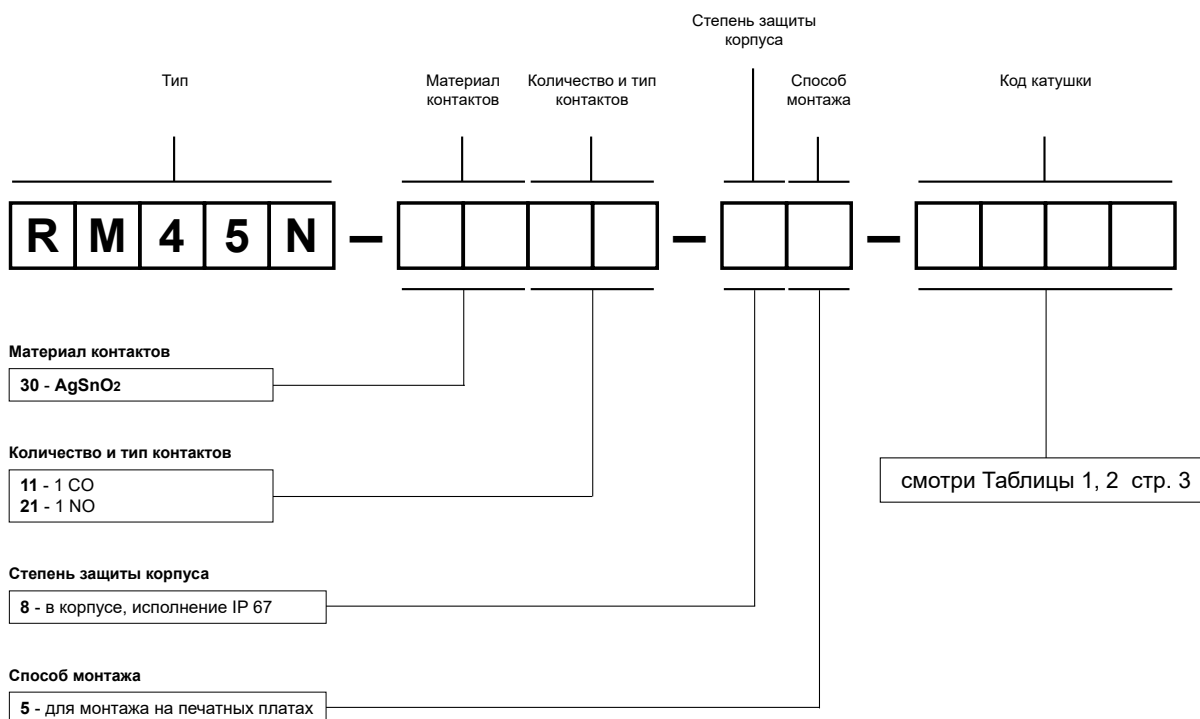 Степень защиты
корпуса
Тип
Материал
контактов
Количество и тип
контактов
Способ
монтажа
Код катушки
RM45N – – –
Материал контактов
30 - AgSnO2
Количество и тип контактов
11 - 1 CO
21 - 1 NO
смотри Таблицы 1, 2 стр. 3
Степень защиты корпуса
8 - в корпусе, исполнение IP 67
Способ монтажа
5 - для монтажа на печатных платах